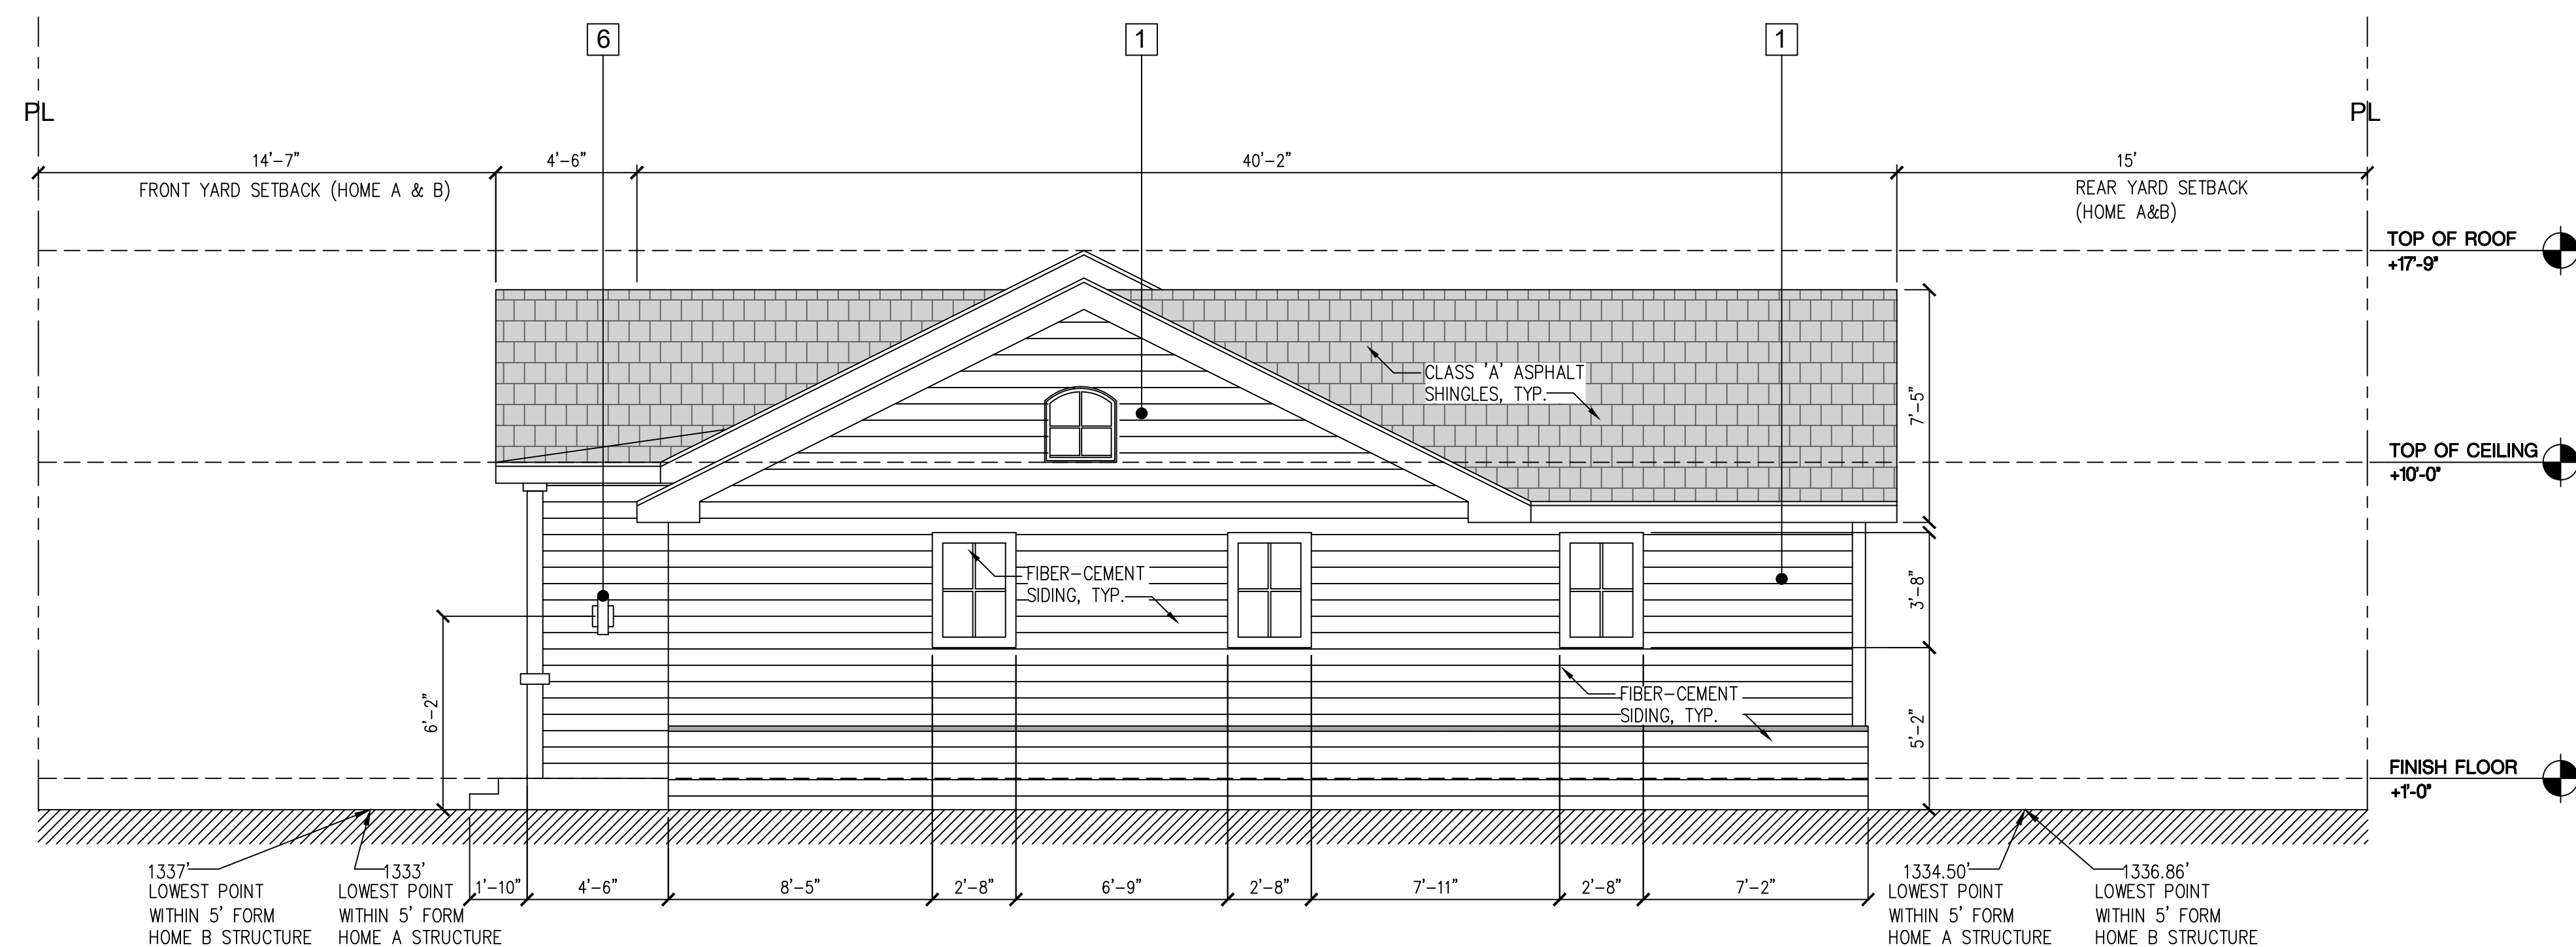 6
1
1
PL
PL
14'-7"
4'-6"
40'-2"
15'
FRONT YARD SETBACK (HOME A & B)
REAR YARD SETBACK
(HOME A&B)
TOP OF ROOF
+17'-9"
CLASS 'A' ASPHALT
SHINGLES, TYP.
7'-5"
TOP OF CEILING
+10'-0"
FIBER-CEMENT
SIDING, TYP.
3'-8"
6'-2"
FIBER-CEMENT
SIDING, TYP.
5'-2"
FINISH FLOOR
+1'-0"
1337'
LOWEST POINT
WITHIN 5' FORM
HOME B STRUCTURE
1333'
LOWEST POINT
WITHIN 5' FORM
HOME A STRUCTURE
1'-10"
4'-6"
8'-5"
2'-8"
6'-9"
2'-8"
7'-11"
2'-8"
7'-2"
1334.50'
LOWEST POINT
WITHIN 5' FORM
HOME A STRUCTURE
1336.86'
LOWEST POINT
WITHIN 5' FORM
HOME B STRUCTURE